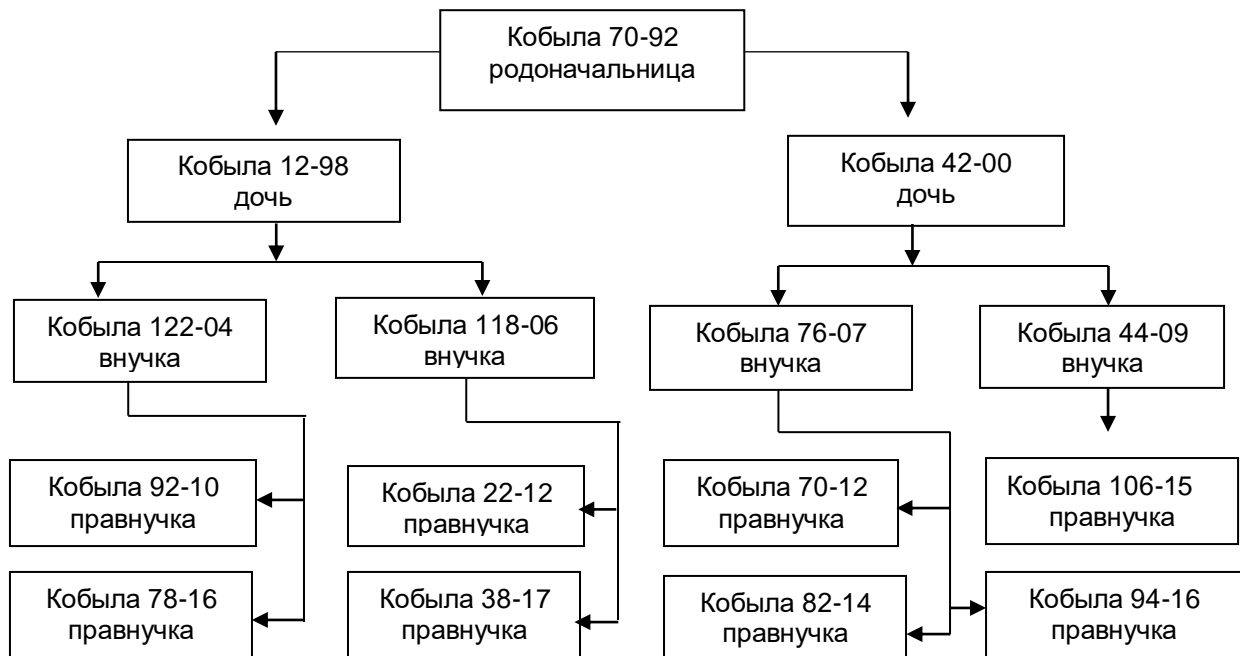 Кобыла 70-92
родоначальница
Кобыла 12-98
дочь
Кобыла 42-00
дочь
Кобыла 122-04
внучка
Кобыла 118-06
внучка
Кобыла 76-07
внучка
Кобыла 44-09
внучка
Кобыла 92-10
правнучка
Кобыла 22-12
правнучка
Кобыла 70-12
правнучка
Кобыла 106-15
правнучка
Кобыла 78-16
правнучка
Кобыла 38-17
правнучка
Кобыла 82-14
правнучка
Кобыла 94-16
правнучка